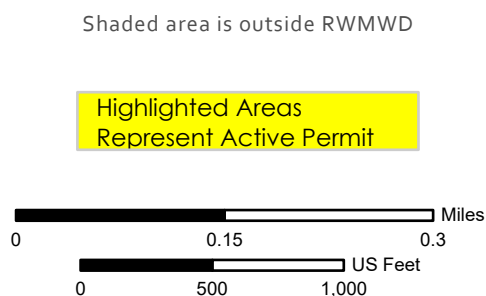 Shaded area is outside RWMWD
Highlighted Areas
Represent Active Permit
Miles
0 0.15 0.3
US Feet
0 500 1,000